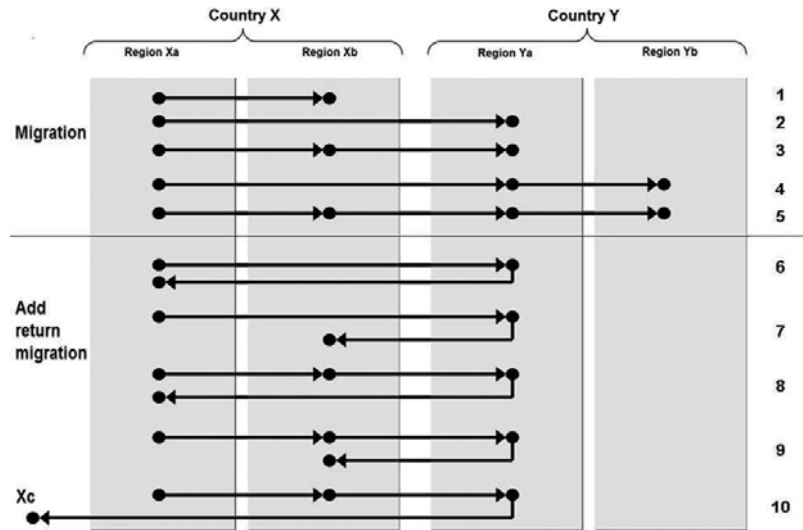 Country X Country Y
Region Xa Region Xb Region Ya Region Yb
1
Migration
2
3
4
5
6
Add
return
migration
7
8
9
Xc
10